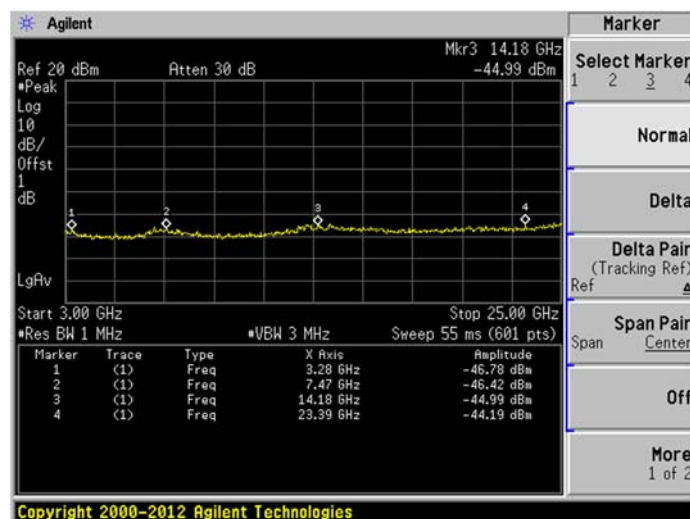 Agilent
Marker
Mkr3 14.18 GHz
Ref 20 dBm Atten 30 dB -44.99 dBm
#Peak
Log
10
dB/
Offst
1
dB
1 2 3 4
LgAv
Start 3.00 GHz Stop 25.00 GHz
#Res BW 1 MHz #VBW 3 MHz Sweep 55 ms (601 pts)
Marker Trace Type X Axis Amplitude
1 (1) Freq 3.28 GHz -46.78 dBm
2 (1) Freq 7.47 GHz -46.42 dBm
3 (1) Freq 14.18 GHz -44.99 dBm
4 (1) Freq 23.39 GHz -44.19 dBm
Select Marker
1 2 3 4
Normal
Delta
Delta Pair
(Tracking Ref)
Ref Δ
Span Pair
Span Center
Off
More
1 of 2
Copyright 2000-2012 Agilent Technologies